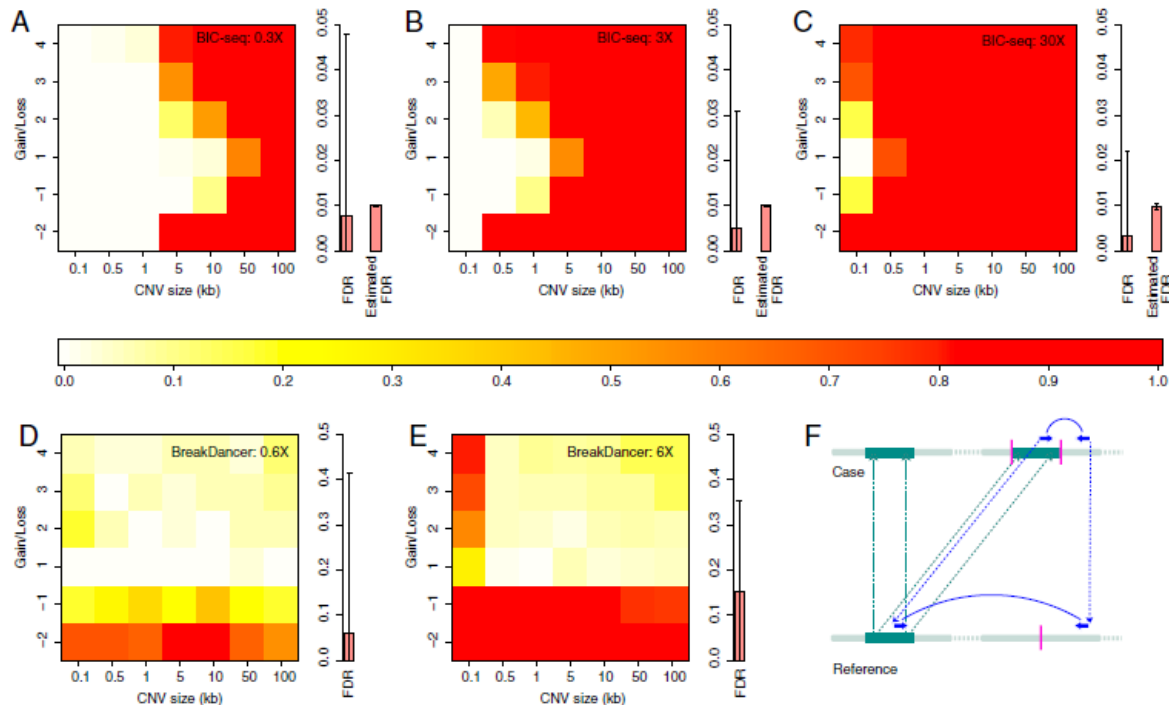 A
BIC-seq: 0.3X
Gain/Loss
4
3
2
1
−1
−2
0.1 0.5 1 5 10 50 100
CNV size (kb)
0.05
0.04
0.03
0.02
0.01
0.00
FDR
Estimated
FDR
B
BIC-seq: 3X
Gain/Loss
4
3
2
1
−1
−2
0.1 0.5 1 5 10 50 100
CNV size (kb)
0.05
0.04
0.03
0.02
0.01
0.00
FDR
Estimated
FDR
C
BIC-seq: 30X
Gain/Loss
4
3
2
1
−1
−2
0.1 0.5 1 5 10 50 100
CNV size (kb)
0.05
0.04
0.03
0.02
0.01
0.00
FDR
Estimated
FDR
0.0 0.1 0.2 0.3 0.4 0.5 0.6 0.7 0.8 0.9 1.0
D
BreakDancer: 0.6X
Gain/Loss
4
3
2
1
−1
−2
0.1 0.5 1 5 10 50 100
CNV size (kb)
0.5
0.4
0.3
0.2
0.1
0.0
FDR
E
BreakDancer: 6X
Gain/Loss
4
3
2
1
−1
−2
0.1 0.5 1 5 10 50 100
CNV size (kb)
0.5
0.4
0.3
0.2
0.1
0.0
FDR
F
Case
Reference